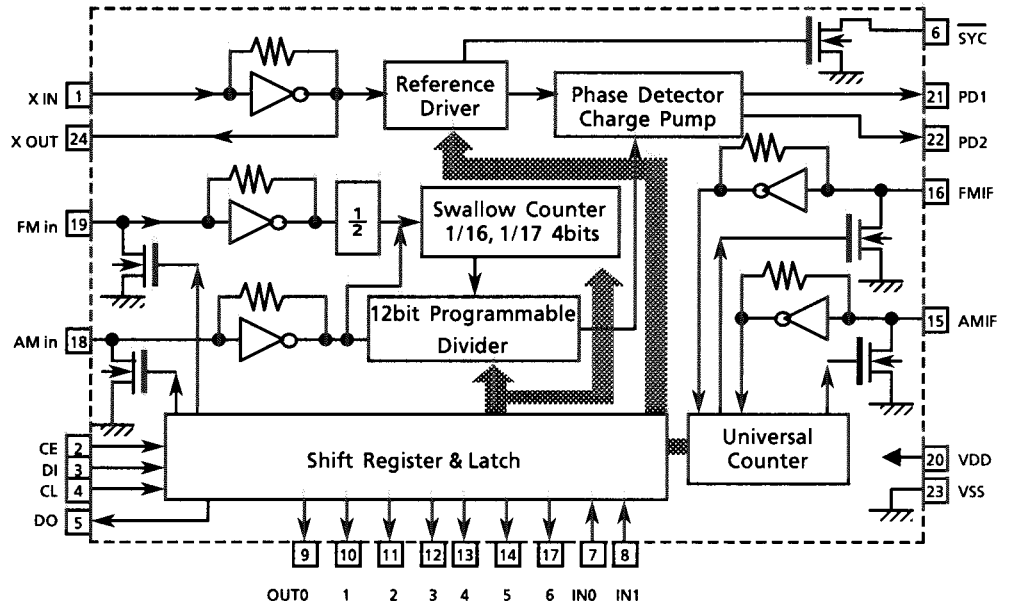 6
SYC
X IN 1
Reference
Driver
Phase Detector
Charge Pump
21 PD1
X OUT 24
22 PD2
FM in 19
1
2
Swallow Counter
1/16, 1/17 4bits
16 FMIF
AM in 18
12bit Programmable
Divider
15 AMIF
CE 2
DI 3
CL 4
DO 5
Shift Register & Latch
Universal
Counter
20 VDD
23 VSS
9 10 11 12 13 14 17 7 8
OUT0 1 2 3 4 5 6 IN0 IN1